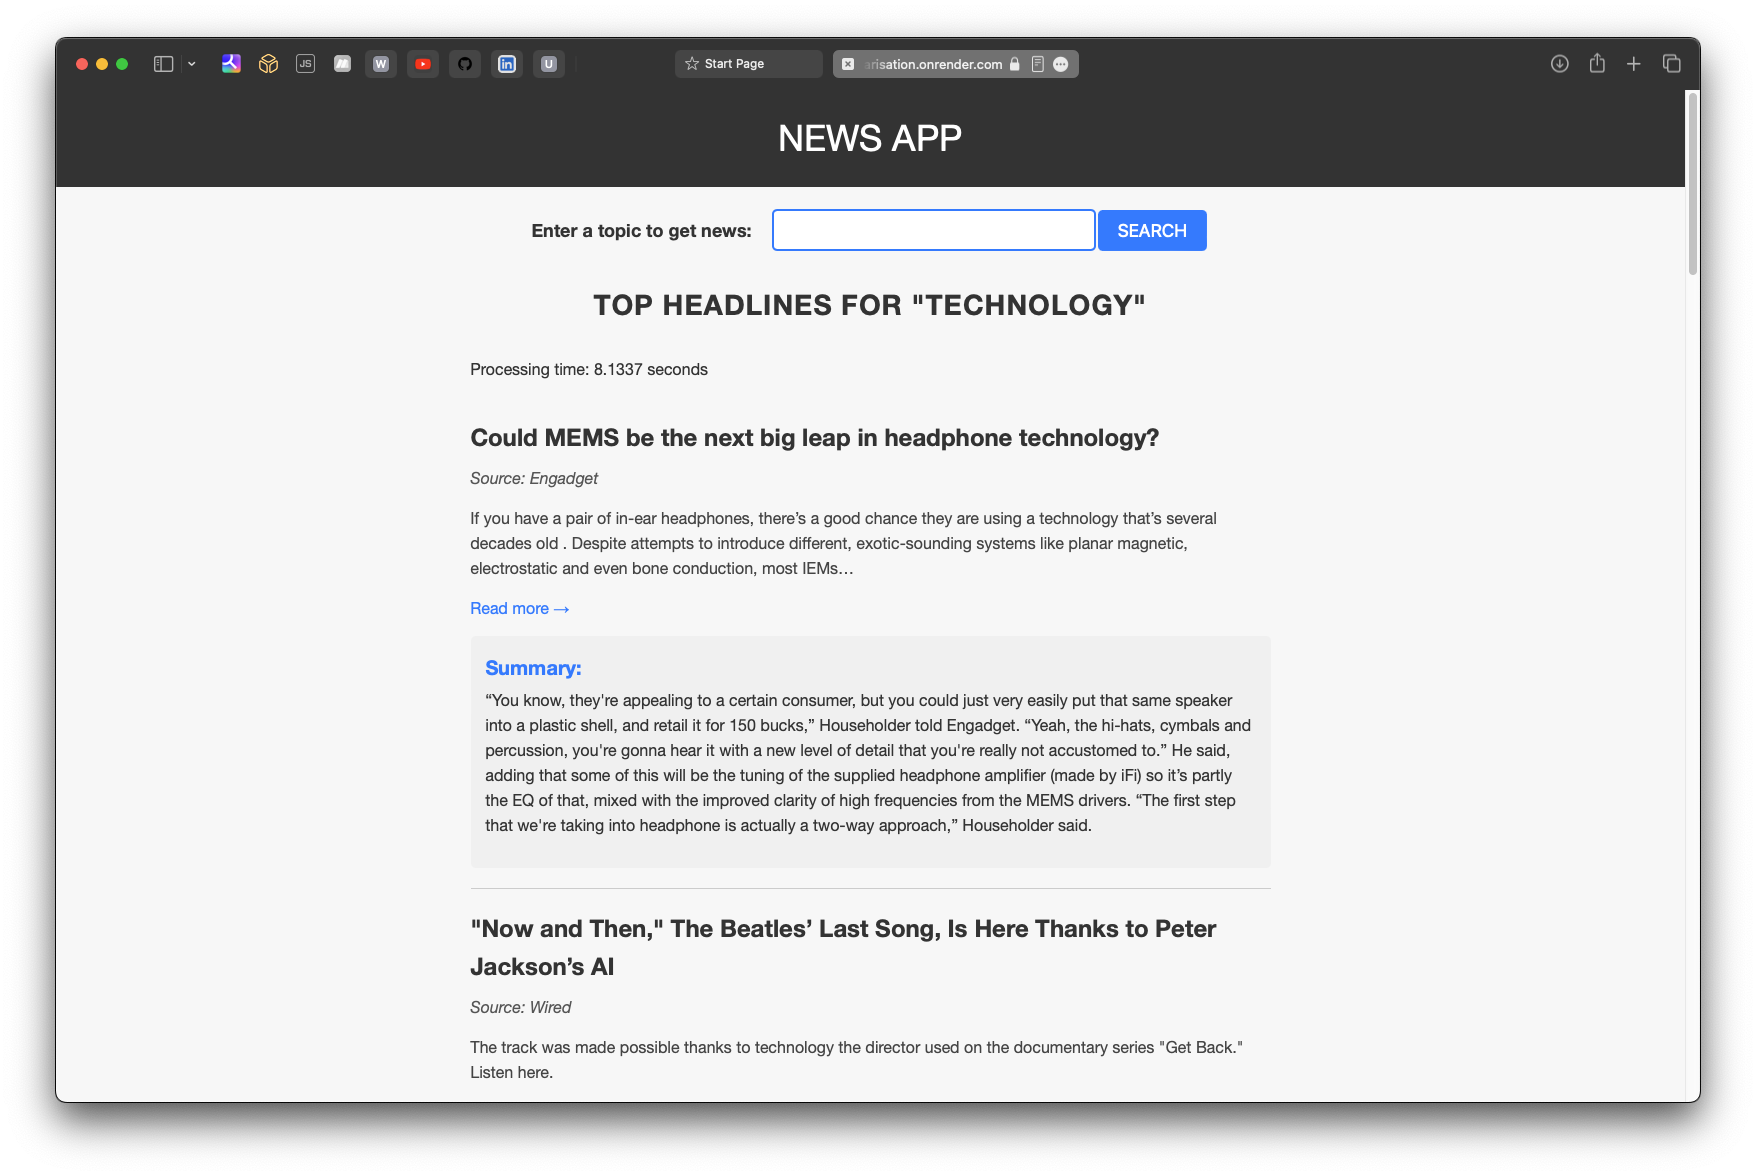 JS
W
U
Start Page
arisation.onrender.com
NEWS APP
Enter a topic to get news:
SEARCH
TOP HEADLINES FOR "TECHNOLOGY"
Processing time: 8.1337 seconds
Could MEMS be the next big leap in headphone technology?
Source: Engadget
If you have a pair of in-ear headphones, there’s a good chance they are using a technology that’s several
decades old . Despite attempts to introduce different, exotic-sounding systems like planar magnetic,
electrostatic and even bone conduction, most IEMs…
Read more →
Summary:
“You know, they're appealing to a certain consumer, but you could just very easily put that same speaker
into a plastic shell, and retail it for 150 bucks,” Householder told Engadget. “Yeah, the hi-hats, cymbals and
percussion, you're gonna hear it with a new level of detail that you're really not accustomed to.” He said,
adding that some of this will be the tuning of the supplied headphone amplifier (made by iFi) so it’s partly
the EQ of that, mixed with the improved clarity of high frequencies from the MEMS drivers. “The first step
that we're taking into headphone is actually a two-way approach,” Householder said.
"Now and Then," The Beatles’ Last Song, Is Here Thanks to Peter
Jackson’s AI
Source: Wired
The track was made possible thanks to technology the director used on the documentary series "Get Back."
Listen here.